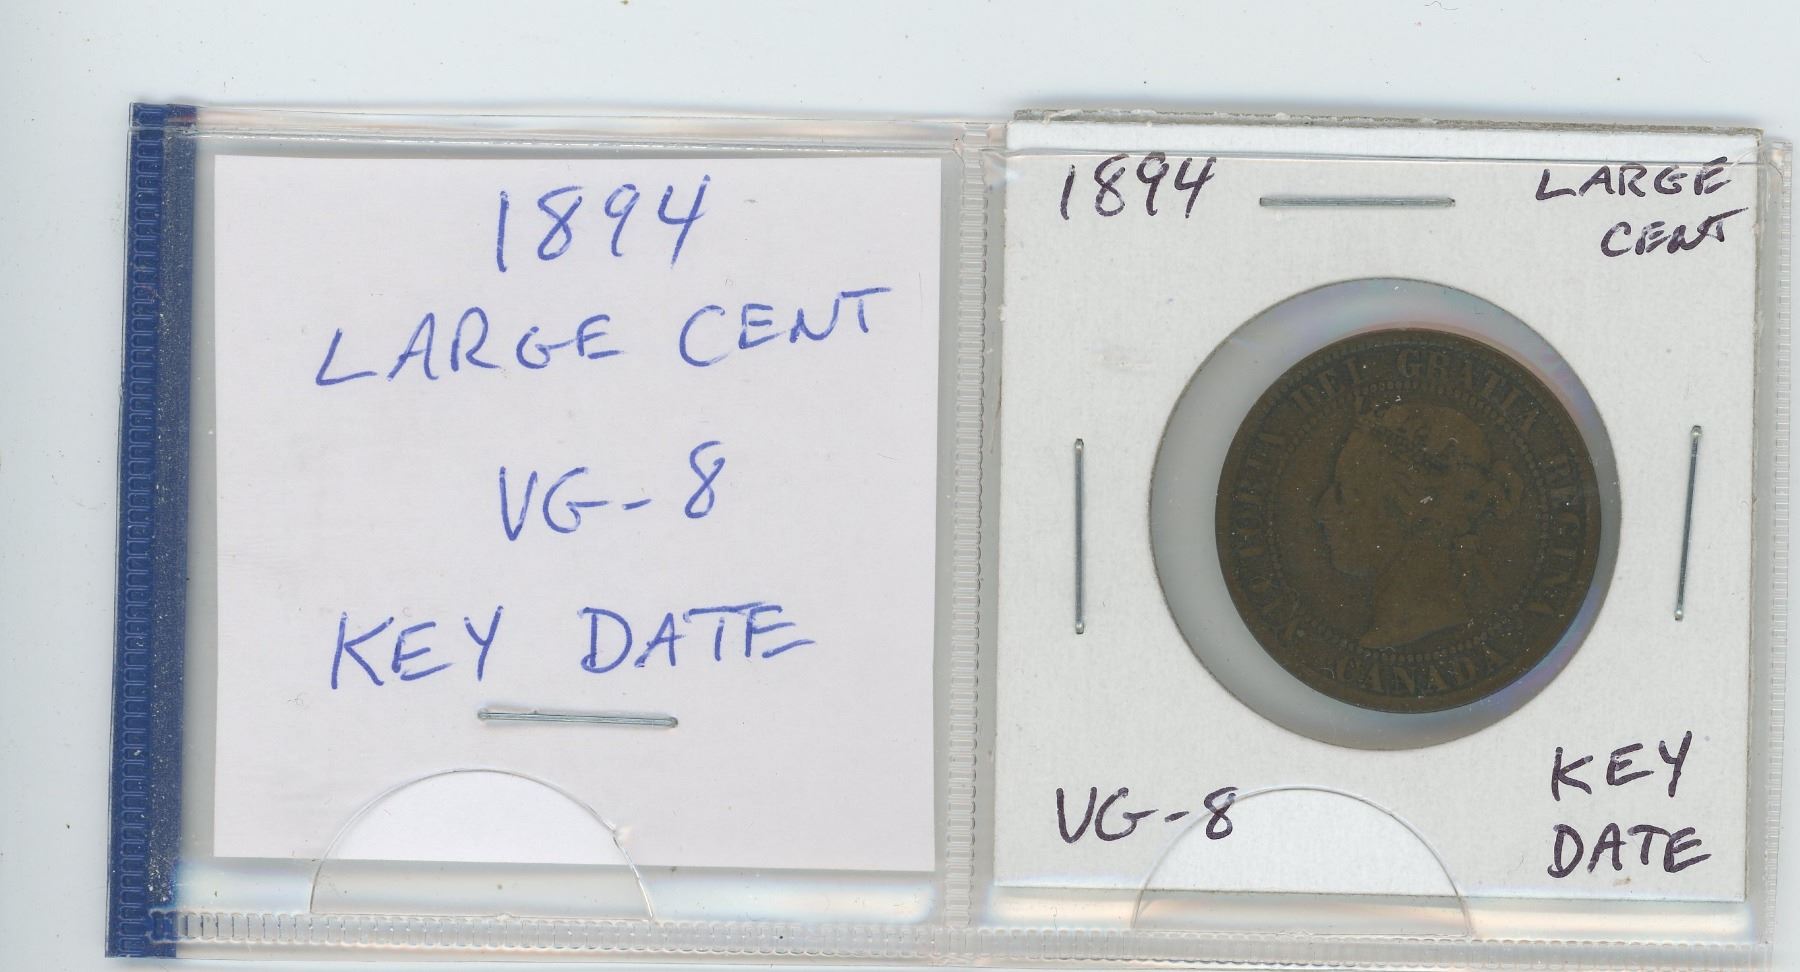 1894
LARGE CENT
VG-8
KEY DATE
1894
LARGE
CENT
VICTORIA DEI GRATIA REGINA
CANADA
VG-8
KEY
DATE